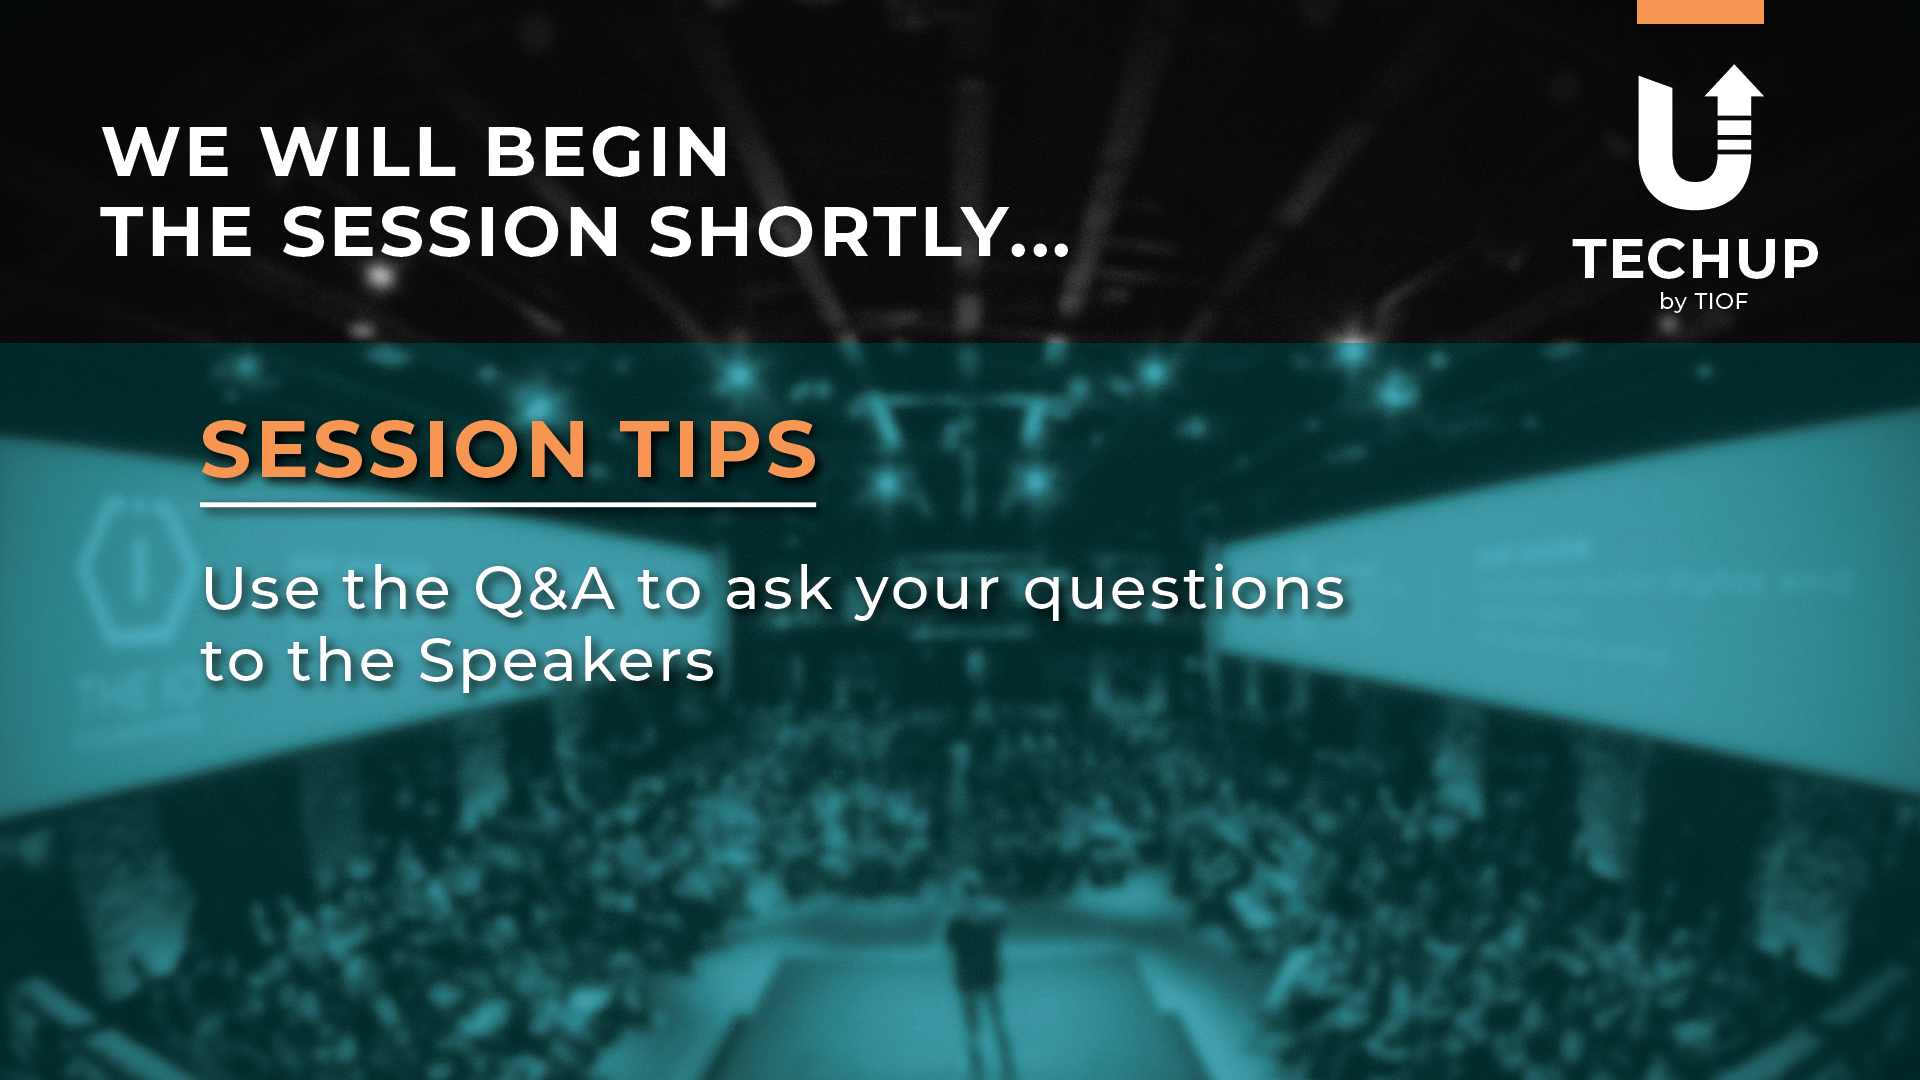 WE WILL BEGIN
THE SESSION SHORTLY...
TECHUP
by TIOF
SESSION TIPS
Use the Q&A to ask your questions
to the Speakers